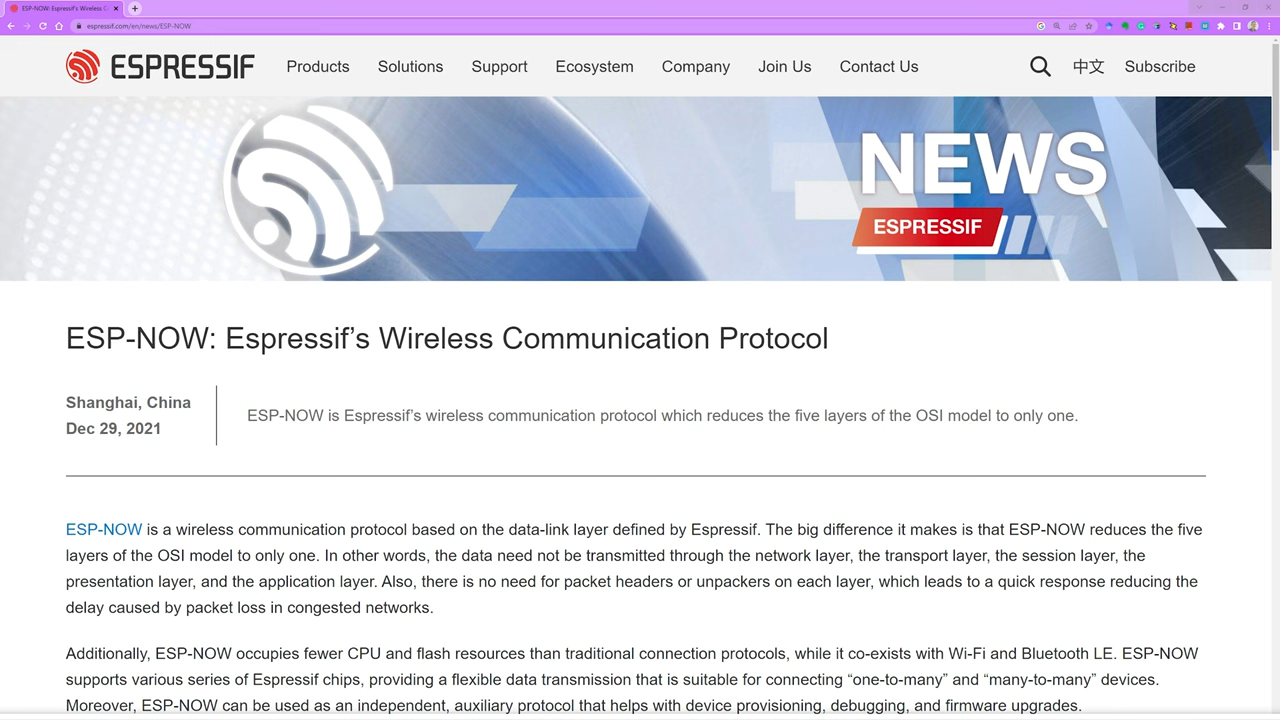 ESP-NOW: Espressif's Wireless C
espressif.com/en/news/ESP-NOW
ESPRESSIF Products Solutions Support Ecosystem Company Join Us Contact Us 中文 Subscribe
NEWS
ESPRESSIF
ESP-NOW: Espressif’s Wireless Communication Protocol
Shanghai, China
Dec 29, 2021
ESP-NOW is Espressif’s wireless communication protocol which reduces the five layers of the OSI model to only one.
ESP-NOW is a wireless communication protocol based on the data-link layer defined by Espressif. The big difference it makes is that ESP-NOW reduces the five
layers of the OSI model to only one. In other words, the data need not be transmitted through the network layer, the transport layer, the session layer, the
presentation layer, and the application layer. Also, there is no need for packet headers or unpackers on each layer, which leads to a quick response reducing the
delay caused by packet loss in congested networks.
Additionally, ESP-NOW occupies fewer CPU and flash resources than traditional connection protocols, while it co-exists with Wi-Fi and Bluetooth LE. ESP-NOW
supports various series of Espressif chips, providing a flexible data transmission that is suitable for connecting “one-to-many” and “many-to-many” devices.
Moreover, ESP-NOW can be used as an independent, auxiliary protocol that helps with device provisioning, debugging, and firmware upgrades.